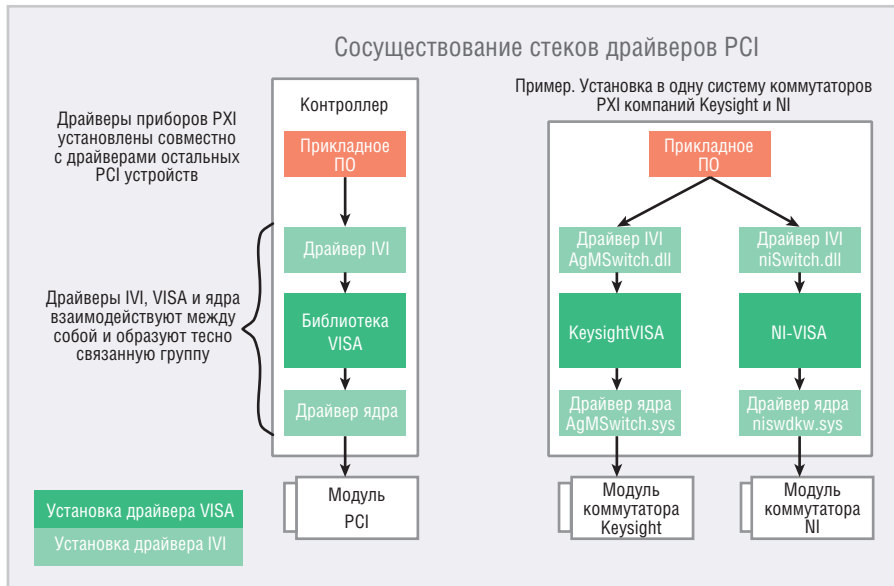 Сосуществование стеков драйверов PCI
Драйверы приборов PXI
установлены совместно
с драйверами остальных
PCI устройств
Драйверы IVI, VISA и ядра
взаимодействуют между
собой и образуют тесно
связанную группу
Контроллер
Прикладное
ПО
Драйвер IVI
Библиотека
VISA
Драйвер ядра
Модуль
PCI
Пример. Установка в одну систему коммутаторов
PXI компаний Keysight и NI
Прикладное
ПО
Драйвер IVI
AgMSwitch.dll
Драйвер IVI
niSwitch.dll
KeysightVISA
NI-VISA
Драйвер ядра
AgMSwitch.sys
Драйвер ядра
niswdkw.sys
Модуль
коммутатора
Keysight
Модуль
коммутатора
NI
Установка драйвера VISA
Установка драйвера IVI